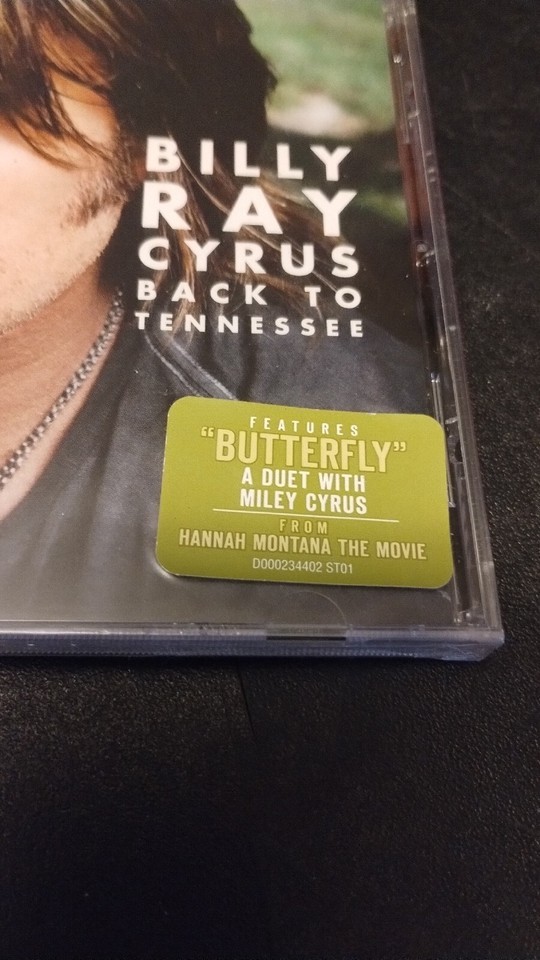 BILLY
RAY
CYRUS
BACK TO
TENNESSEE
FEATURES
“BUTTERFLY”
A DUET WITH
MILEY CYRUS
FROM
HANNAH MONTANA THE MOVIE
D000234402 ST01